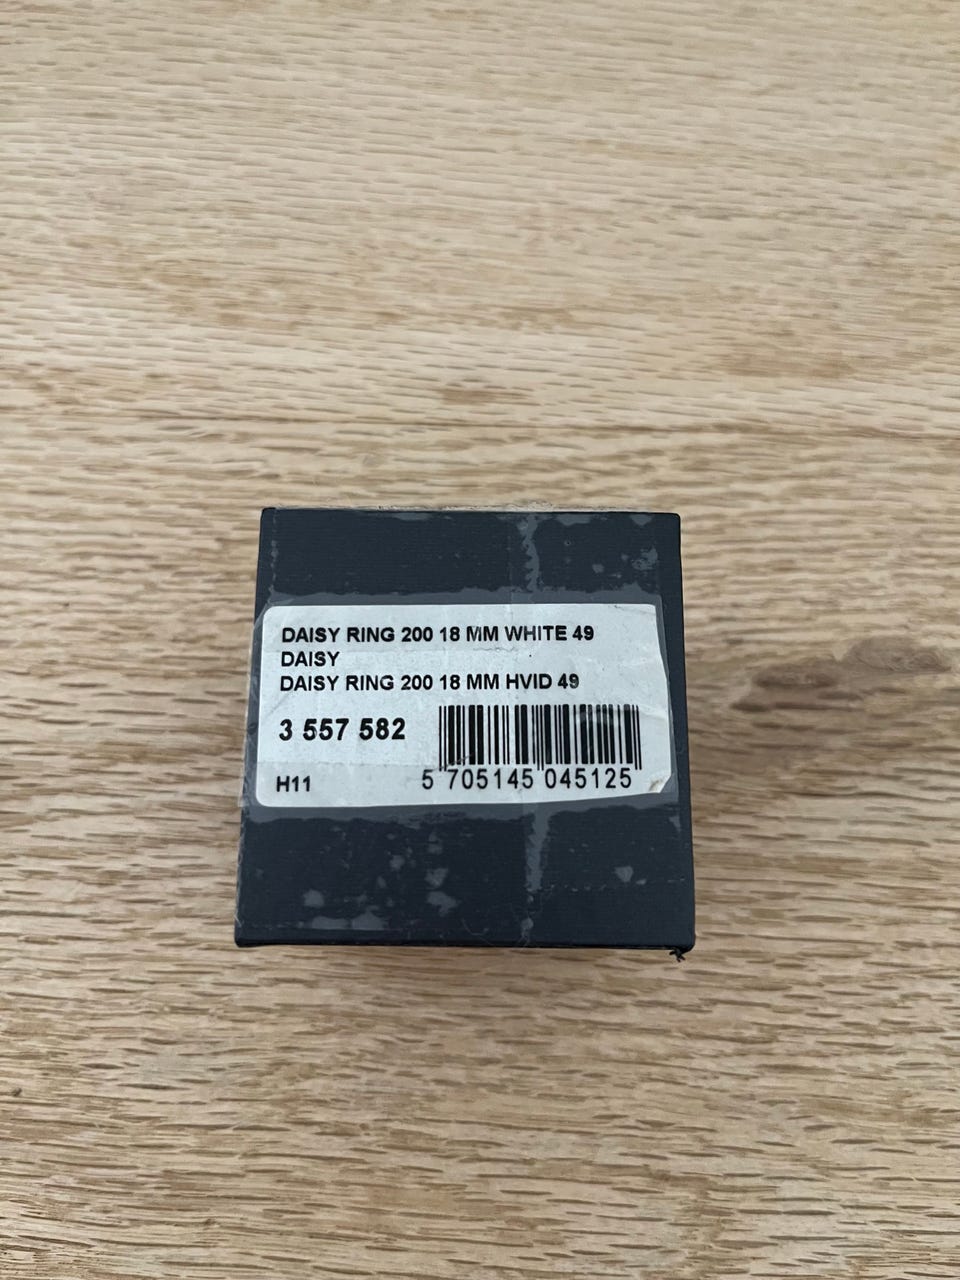 DAISY RING 200 18 MM WHITE 49
DAISY
DAISY RING 200 18 MM HVID 49
3 557 582
H11
5 705145 045125